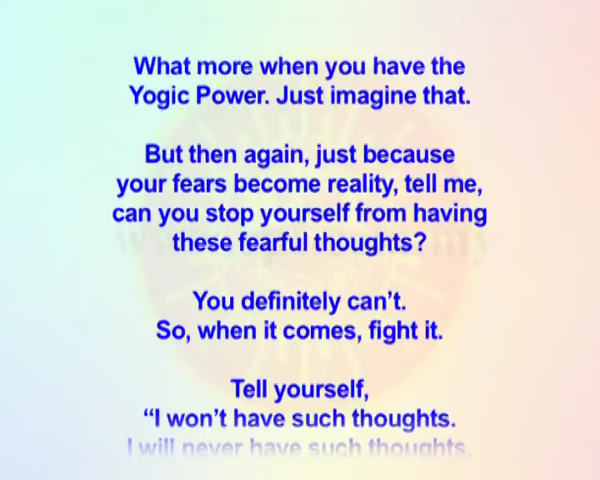 What more when you have the
Yogic Power. Just imagine that.
But then again, just because
your fears become reality, tell me,
can you stop yourself from having
these fearful thoughts?
You definitely can't.
So, when it comes, fight it.
Tell yourself,
“I won't have such thoughts.
I will never have such thoughts.